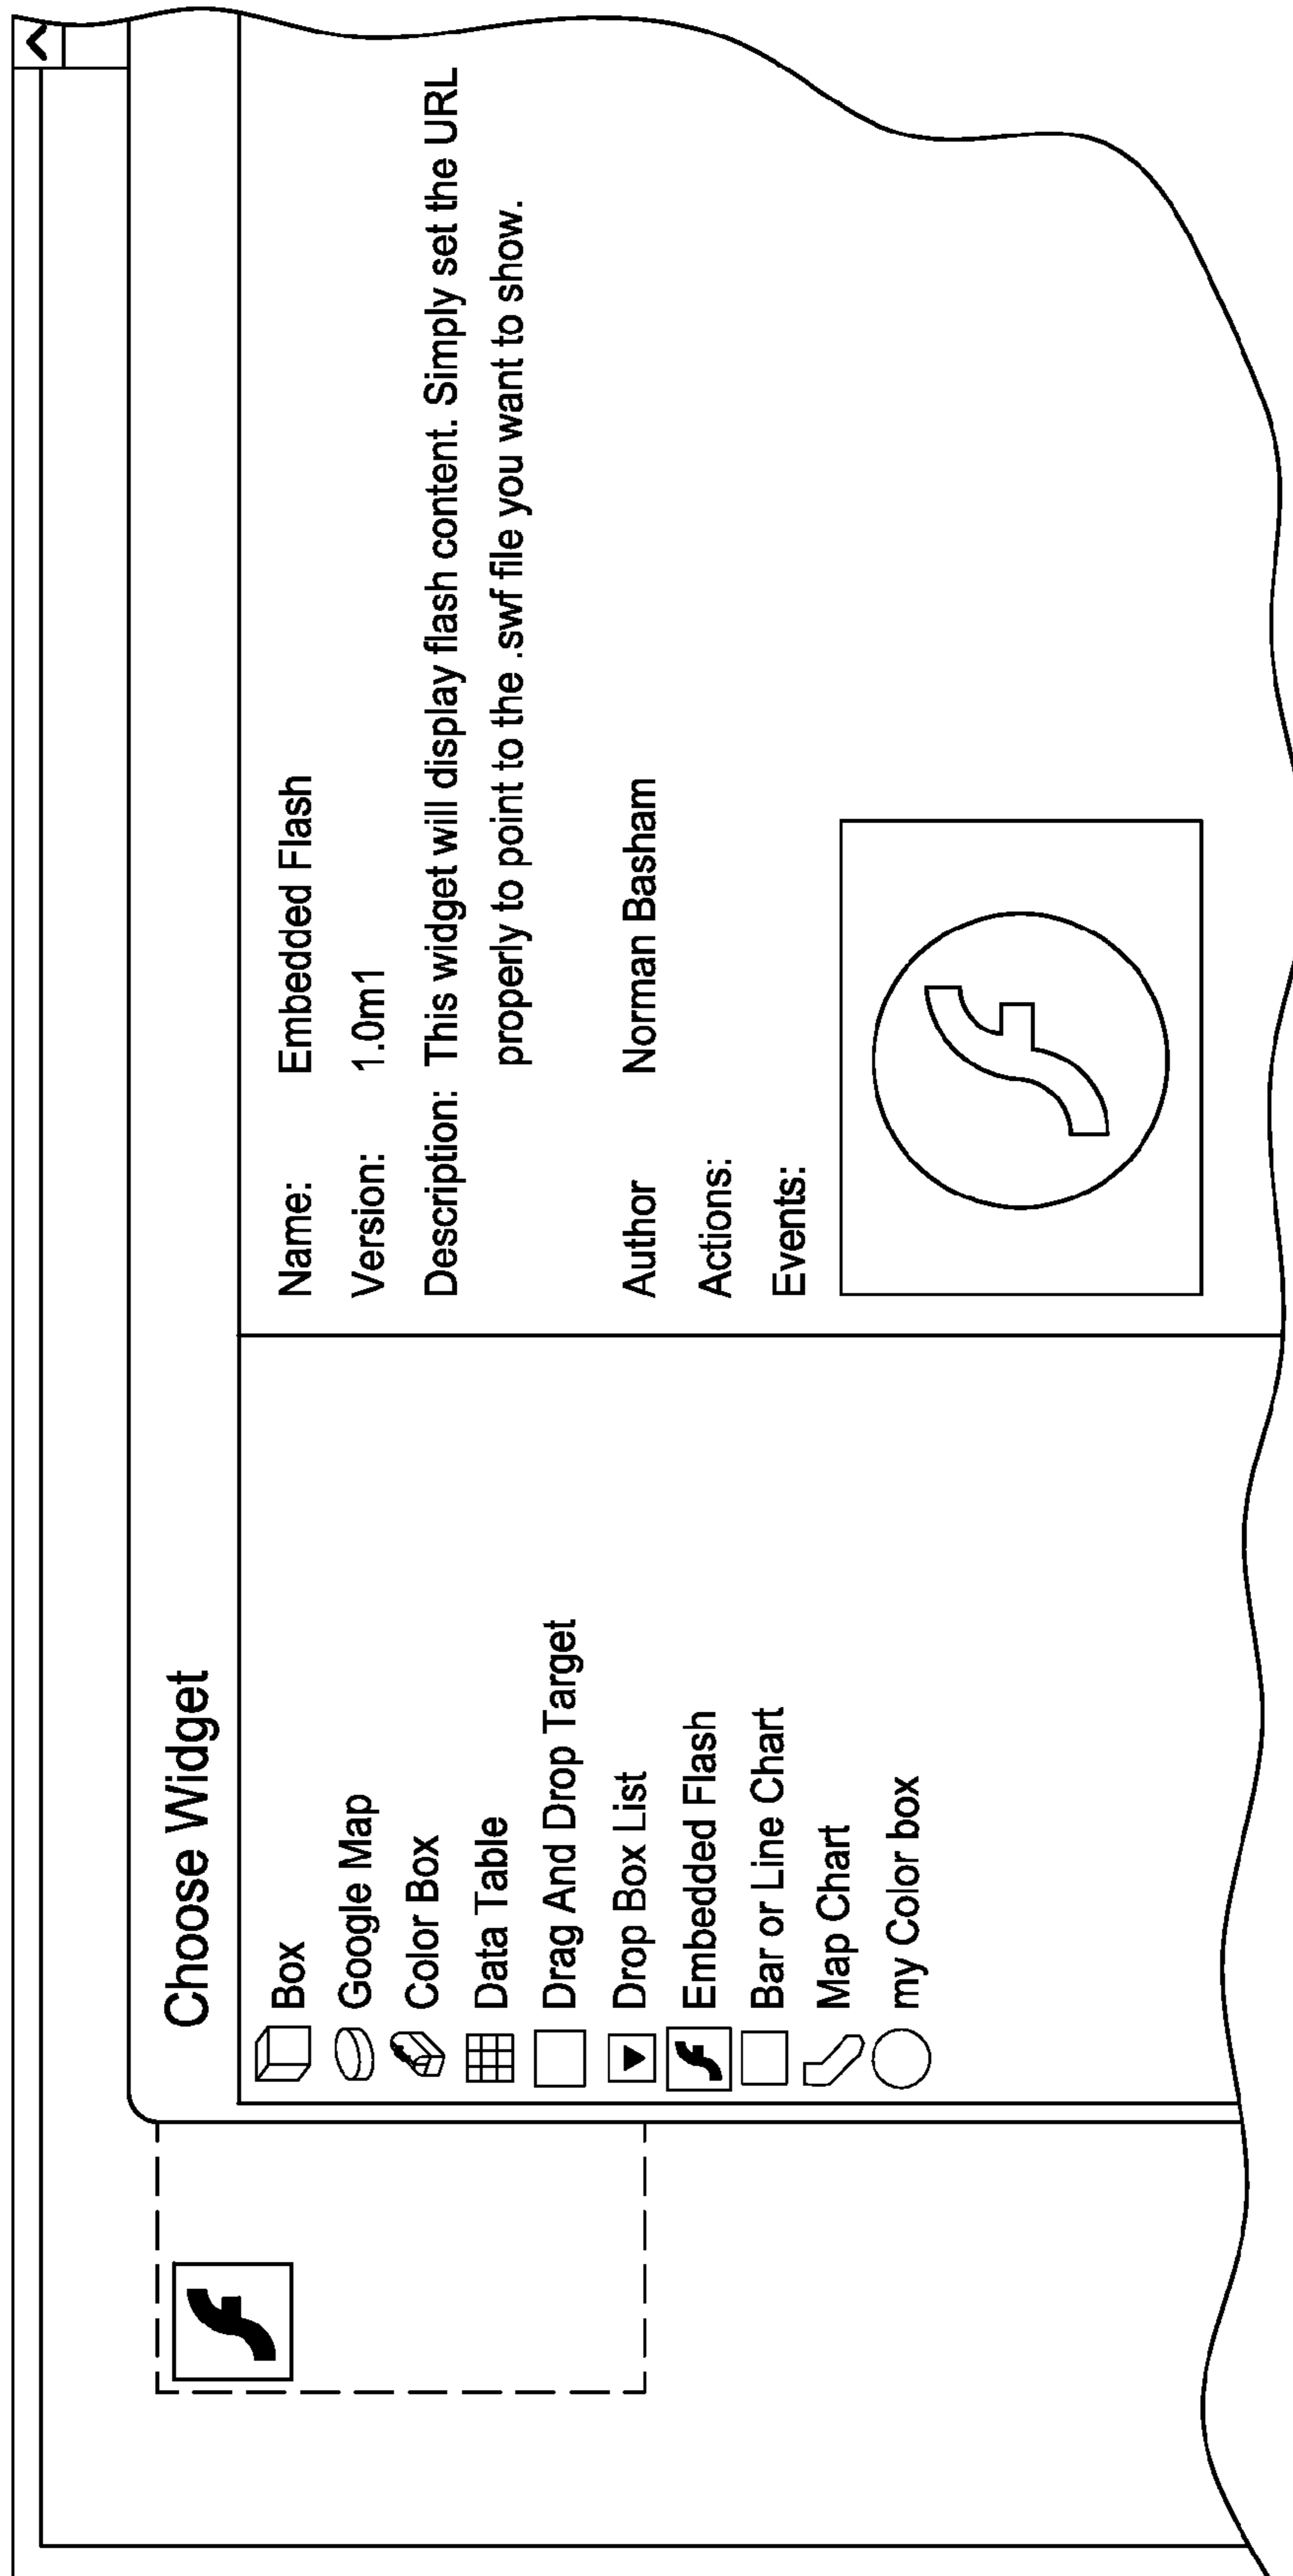 Choose Widget
Box
Google Map
Color Box
Data Table
Drag And Drop Target
Drop Box List
Embedded Flash
Bar or Line Chart
Map Chart
my Color box
Name: Embedded Flash
Version: 1.0m1
Description: This widget will display flash content. Simply set the URL
properly to point to the .swf file you want to show.
Author Norman Basham
Actions:
Events: